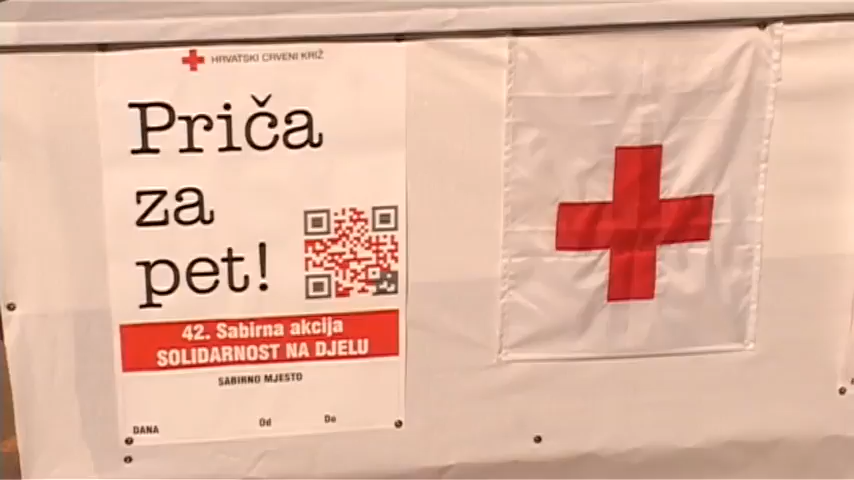 HRVATSKI CRVENI KRIŽ
Priča
za
pet!
42. Sabirna akcija
SOLIDARNOST NA DJELU
SABIRNO MJESTO
DANA Od Do